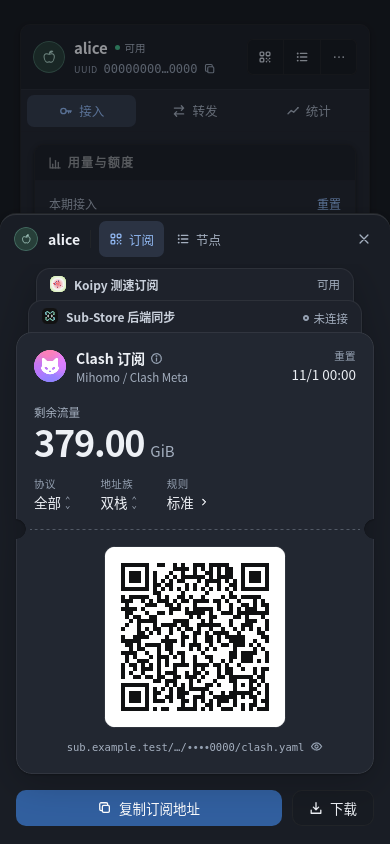 alice 可用
UUID 00000000…0000
接入 转发 统计
用量与额度
本期接入 重置
alice 订阅 节点
Koipy 测速订阅 可用
Sub-Store 后端同步 未连接
Clash 订阅 重置
Mihomo / Clash Meta 11/1 00:00
剩余流量
379.00 GiB
协议 地址族 规则
全部 双栈 标准
sub.example.test/…/••••0000/clash.yaml
复制订阅地址 下载